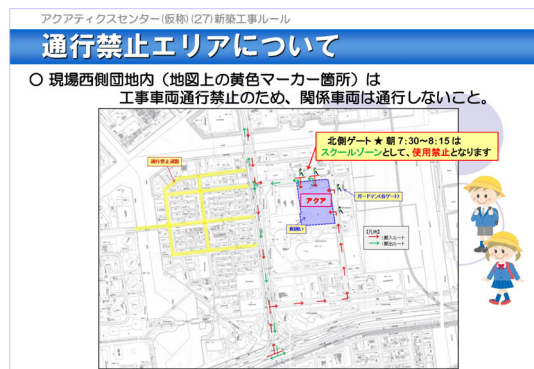 アクアティクスセンター(仮称)(27)新築工事ルール
通行禁止エリアについて
○ 現場西側団地内（地図上の黄色マーカー箇所）は
工事車両通行禁止のため、関係車両は通行しないこと。
北側ゲート ★ 朝 7:30～8:15 は
スクールゾーンとして、使用禁止となります
通行禁止道路
ガードマン(各ゲート)
アクア
【凡例】
：搬入ルート
：搬出ルート